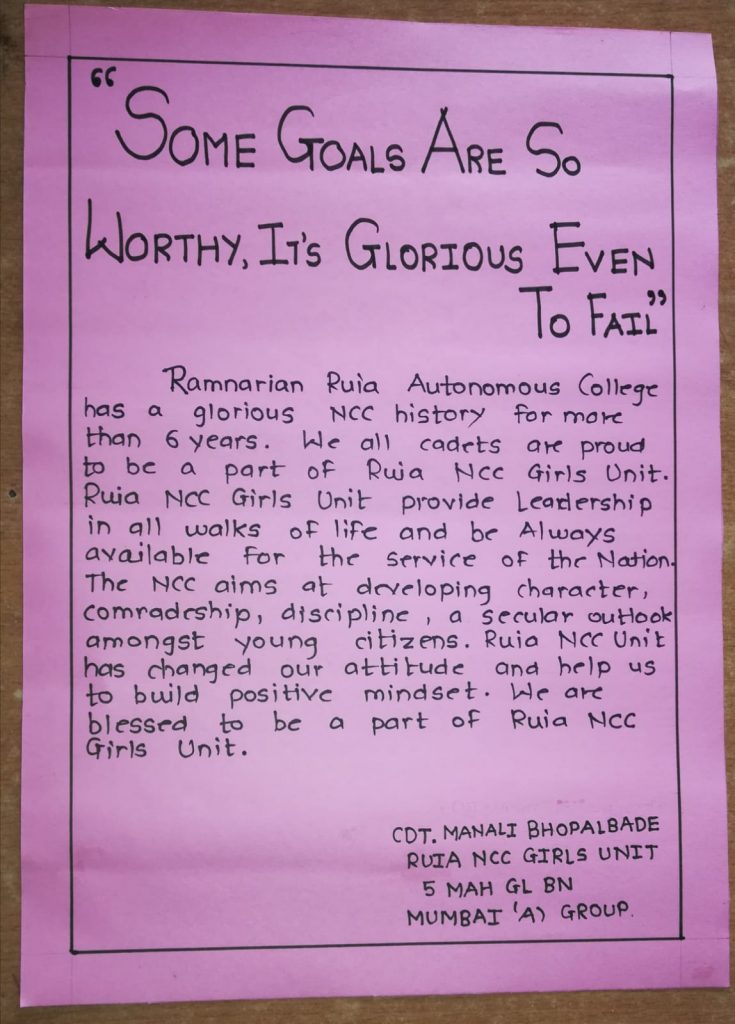 “SOME GOALS ARE SO
WORTHY, IT'S GLORIOUS EVEN
TO FAIL”
Ramnarian Ruia Autonomous College
has a glorious NCC history for more
than 6 years. We all cadets are proud
to be a part of Ruia NCC Girls Unit.
Ruia NCC Girls Unit provide Leadership
in all walks of life and be Always
available for the service of the Nation.
The NCC aims at developing character,
comradeship, discipline, a secular outlook
amongst young citizens. Ruia NCC Unit
has changed our attitude and help us
to build positive mindset. We are
blessed to be a part of Ruia NCC
Girls Unit.
CDT. MANALI BHOPALBADE
RUIA NCC GIRLS UNIT
5 MAH GL BN
MUMBAI 'A) GROUP.